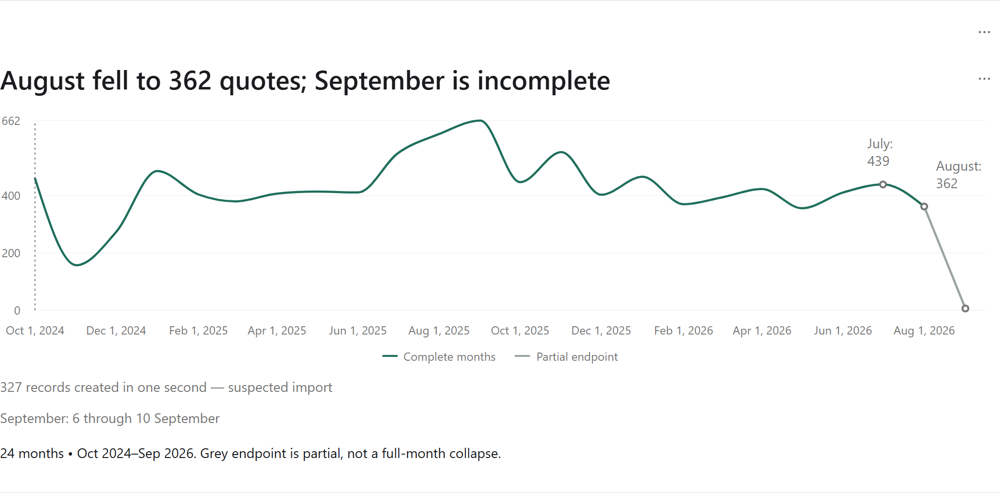 August fell to 362 quotes; September is incomplete
662
400
200
0
July:
439
August:
362
Oct 1, 2024
Dec 1, 2024
Feb 1, 2025
Apr 1, 2025
Jun 1, 2025
Aug 1, 2025
Oct 1, 2025
Dec 1, 2025
Feb 1, 2026
Apr 1, 2026
Jun 1, 2026
Aug 1, 2026
Complete months
Partial endpoint
327 records created in one second — suspected import
September: 6 through 10 September
24 months • Oct 2024–Sep 2026. Grey endpoint is partial, not a full-month collapse.